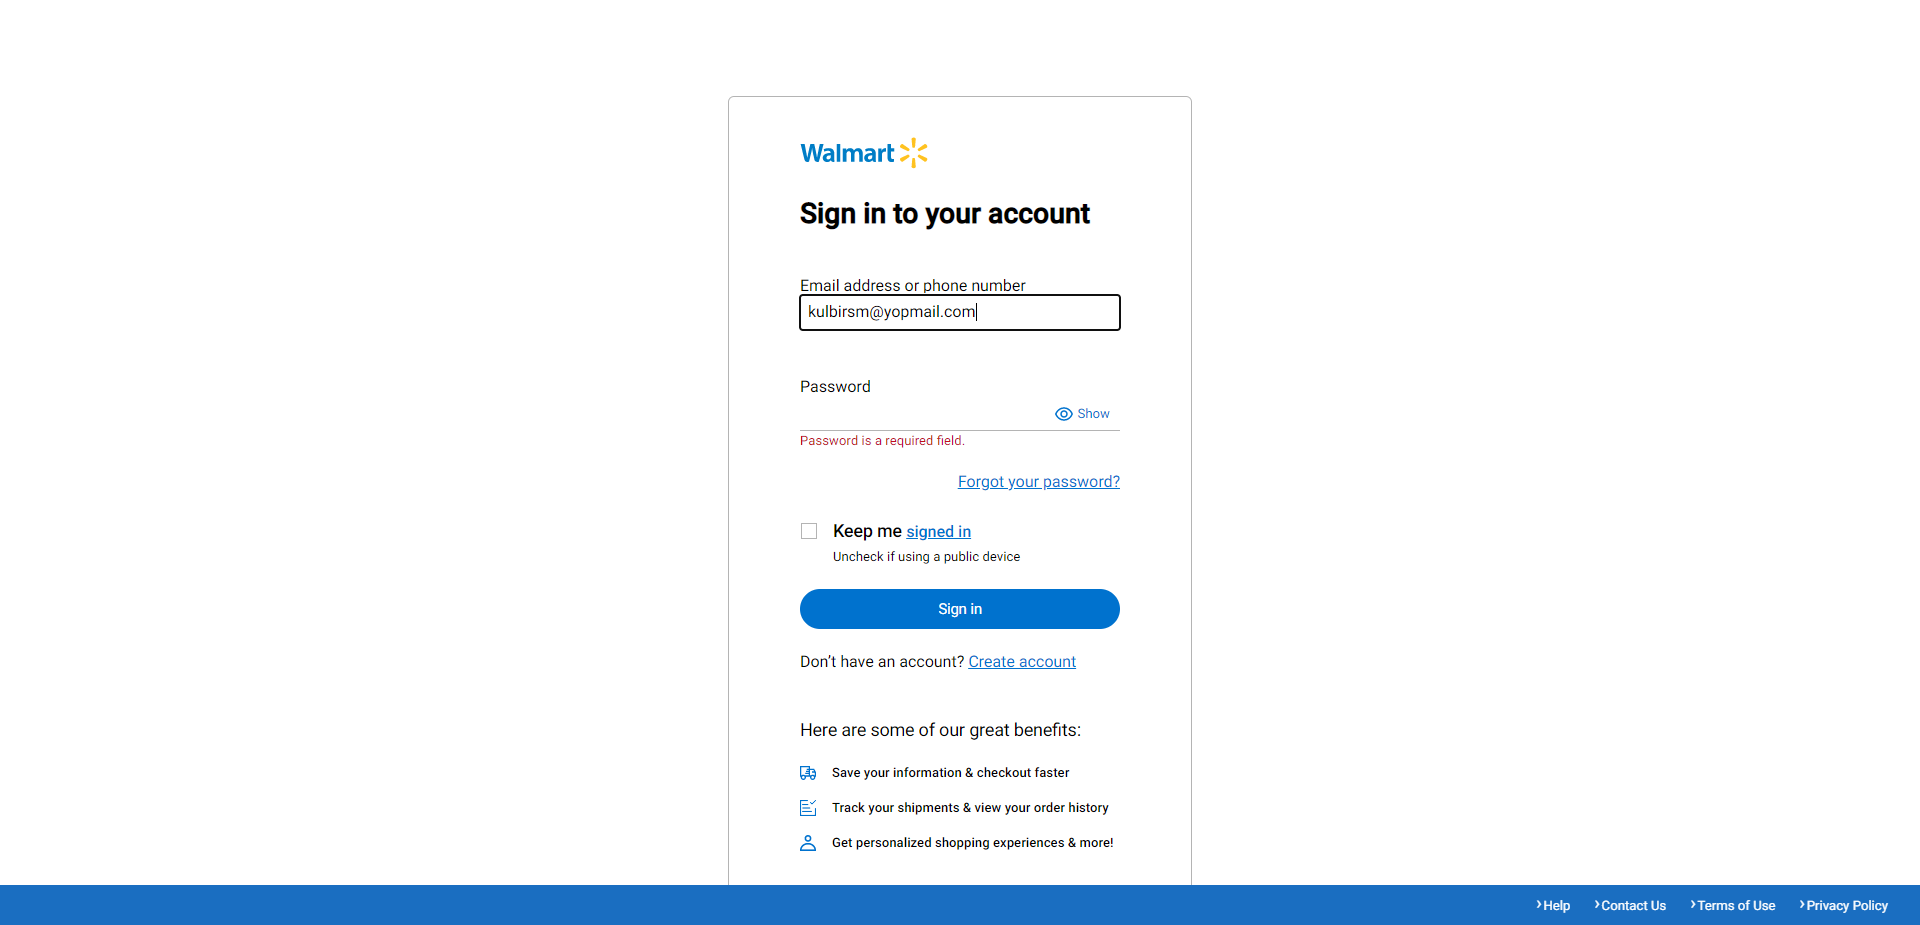 Walmart
Sign in to your account
Email address or phone number
kulbirsm@yopmail.com
Password
Show
Password is a required field.
Forgot your password?
Keep me signed in
Uncheck if using a public device
Sign in
Don’t have an account? Create account
Here are some of our great benefits:
Save your information & checkout faster
Track your shipments & view your order history
Get personalized shopping experiences & more!
Help Contact Us Terms of Use Privacy Policy